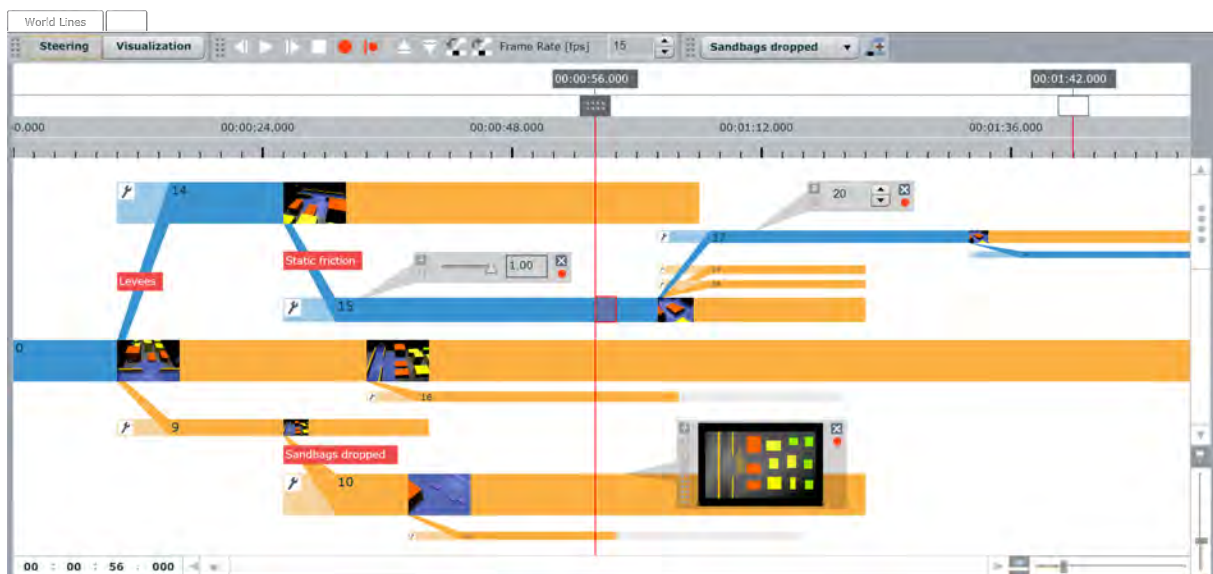 World Lines
Steering Visualization Frame Rate [fps] 15 Sandbags dropped
00:00:56.000 00:01:42.000
0.000 00:00:24.000 00:00:48.000 00:01:12.000 00:01:36.000
14 20
17
Static friction
1.00
Levees
15
0
16
9
Sandbags dropped
10
00 : 00 : 56 . 000